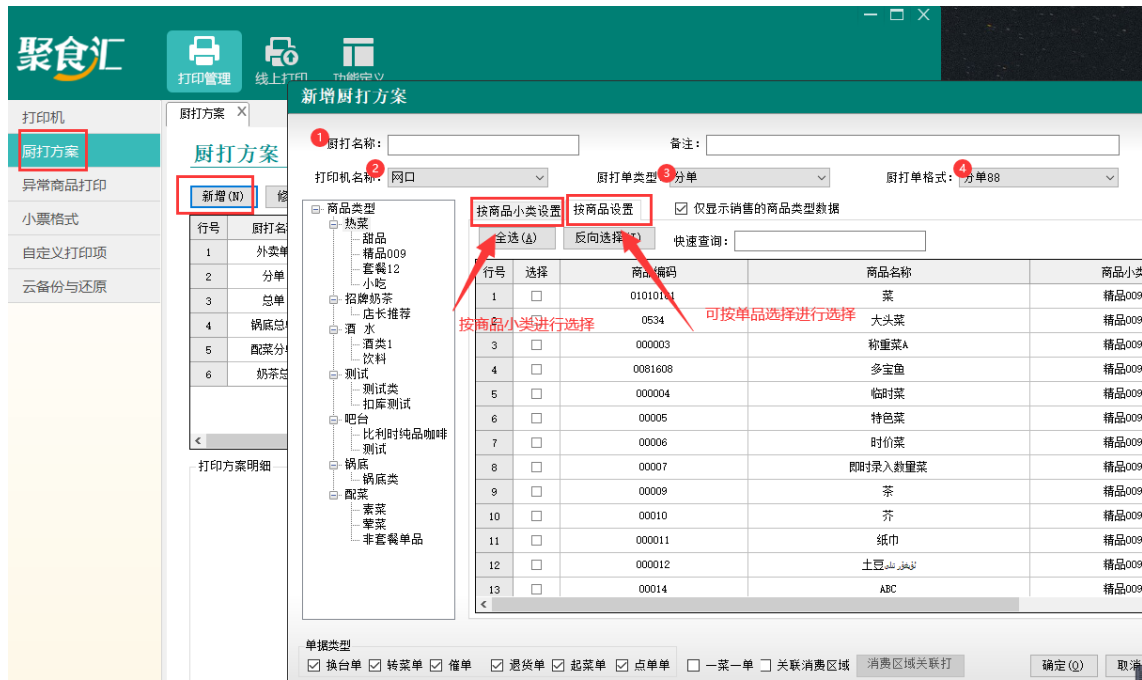 聚食汇
打印管理
线上打印
功能定义
打印机
厨打方案
异常商品打印
小票格式
自定义打印项
云备份与还原
厨打方案 X
厨打方案
新增(N) 修
行号 厨打名
1 外卖单
2 分单
3 总单
4 锅底总
5 配菜分
6 奶茶总
打印方案明细
新增厨打方案
1 厨打名称:
备注:
2 打印机名称: 网口
3 厨打单类型 分单
4 厨打单格式: 分单88
商品类型
热菜
甜品
精品009
套餐12
小吃
招牌奶茶
店长推荐
酒 水
酒类1
饮料
测试
测试类
扣库测试
吧台
比利时纯品咖啡
测试
锅底
锅底类
配菜
素菜
荤菜
非套餐单品
按商品小类设置 按商品设置 仅显示销售的商品类型数据
全选(A) 反向选择(I) 快速查询:
行号 选择 商品编码 商品名称 商品小类
1 01010101 菜 精品009
2 0534 大头菜 精品009
3 000003 称重菜A 精品009
4 0081608 多宝鱼 精品009
5 000004 临时菜 精品009
6 00005 特色菜 精品009
7 00006 时价菜 精品009
8 00007 即时录入数量菜 精品009
9 00009 茶 精品009
10 00010 芥 精品009
11 000011 纸巾 精品009
12 000012 土豆 精品009
13 00014 ABC 精品009
按商品小类进行选择
可按单品选择进行选择
单据类型
换台单 转菜单 催单 退货单 起菜单 点单单 一菜一单 关联消费区域 消费区域关联打 确定(O) 取消